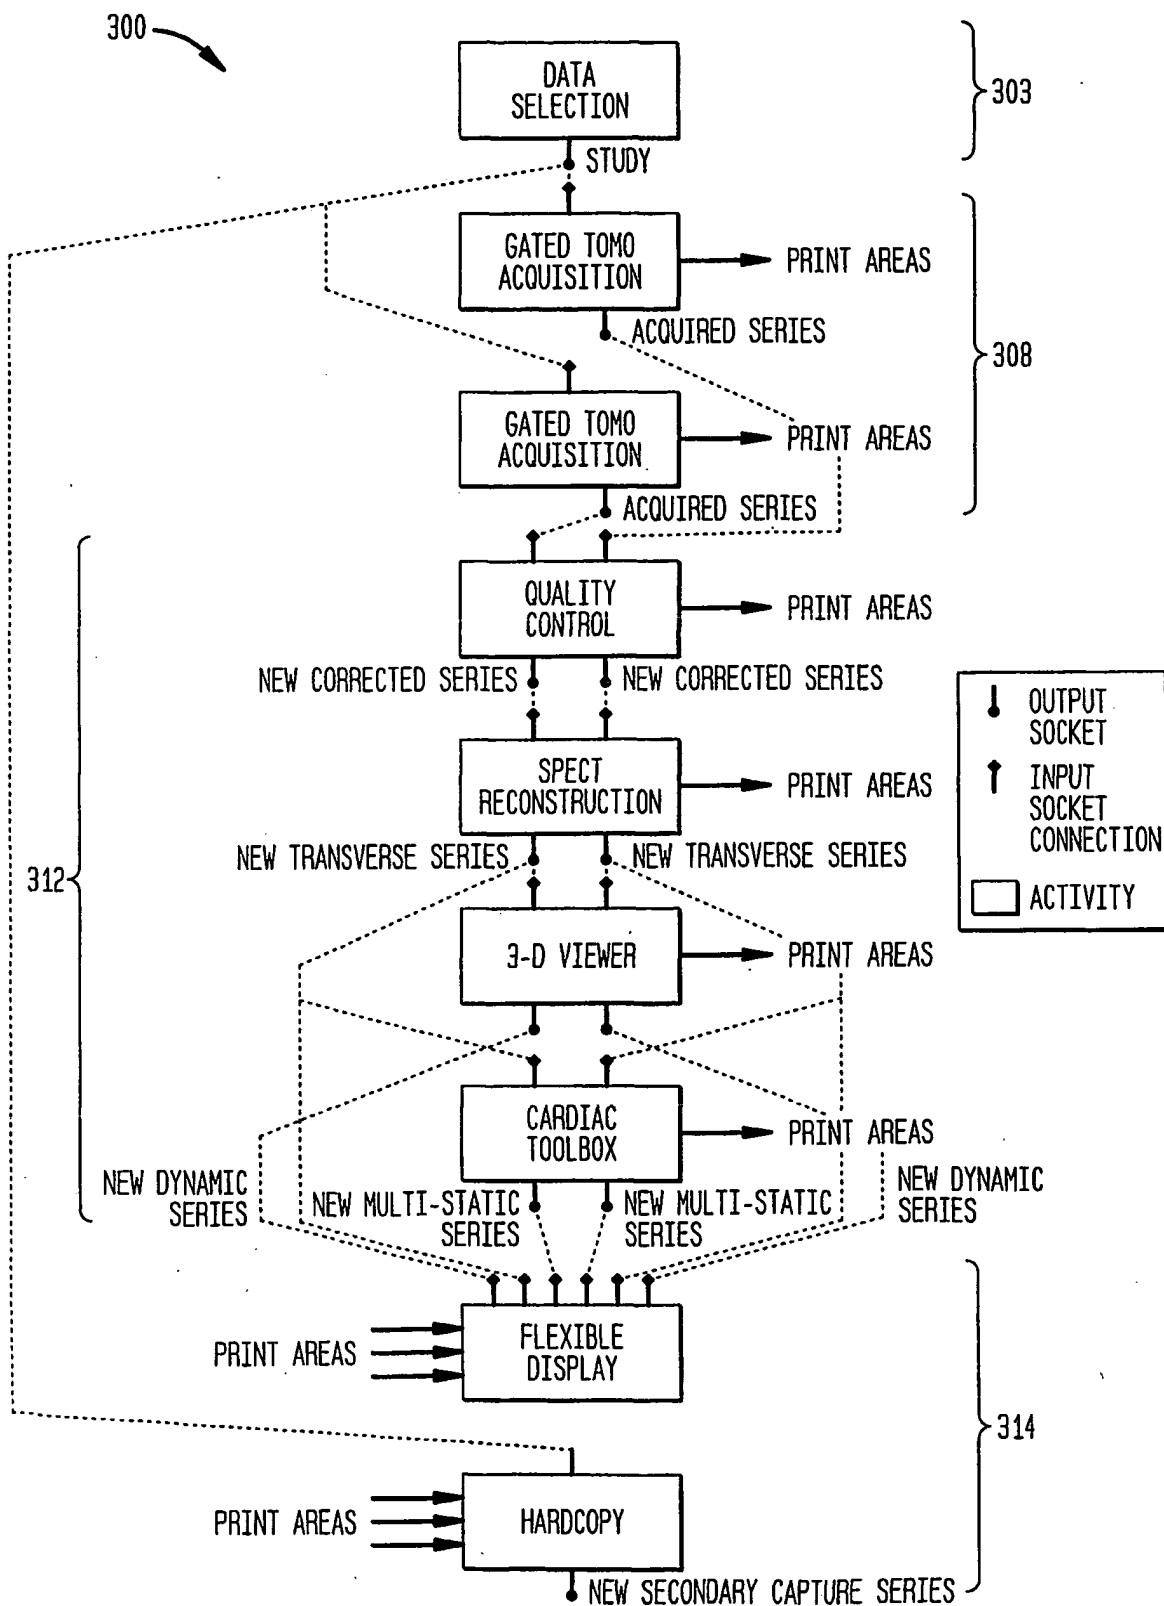 300
DATA
SELECTION
303
STUDY
GATED TOMO
ACQUISITION
PRINT AREAS
ACQUIRED SERIES
308
GATED TOMO
ACQUISITION
PRINT AREAS
ACQUIRED SERIES
QUALITY
CONTROL
PRINT AREAS
NEW CORRECTED SERIES
NEW CORRECTED SERIES
OUTPUT
SOCKET
INPUT
SOCKET
CONNECTION
ACTIVITY
SPECT
RECONSTRUCTION
PRINT AREAS
NEW TRANSVERSE SERIES
NEW TRANSVERSE SERIES
312
3-D VIEWER
PRINT AREAS
CARDIAC
TOOLBOX
PRINT AREAS
NEW DYNAMIC
SERIES
NEW MULTI-STATIC
SERIES
NEW MULTI-STATIC
SERIES
NEW DYNAMIC
SERIES
PRINT AREAS
FLEXIBLE
DISPLAY
314
PRINT AREAS
HARDCOPY
NEW SECONDARY CAPTURE SERIES